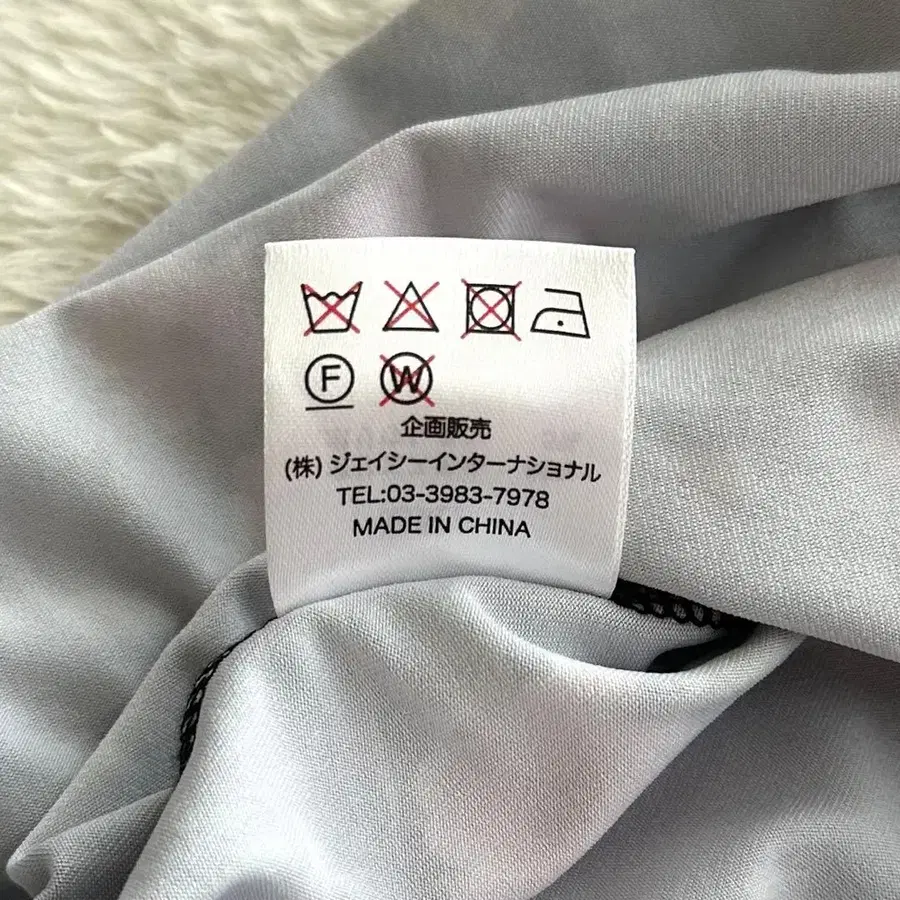 F W
企画販売
(株) ジェイシーインターナショナル
TEL:03-3983-7978
MADE IN CHINA